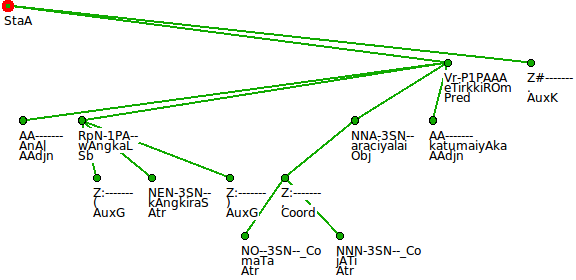 StaA
Vr-P1PAAA
eTirkkiROm
Pred
Z#-------
.
AuxK
AA-------
AnAl
AAdjn
RpN-1PA--
wAngkaL
Sb
NNA-3SN--
araciyalai
Obj
AA-------
katumaiyAka
AAdjn
Z:-------
(
AuxG
NEN-3SN--
kAngkiraS
Atr
Z:-------
)
AuxG
Z:-------
,
Coord
NO--3SN--_Co
maTa
Atr
NNN-3SN--_Co
jATi
Atr